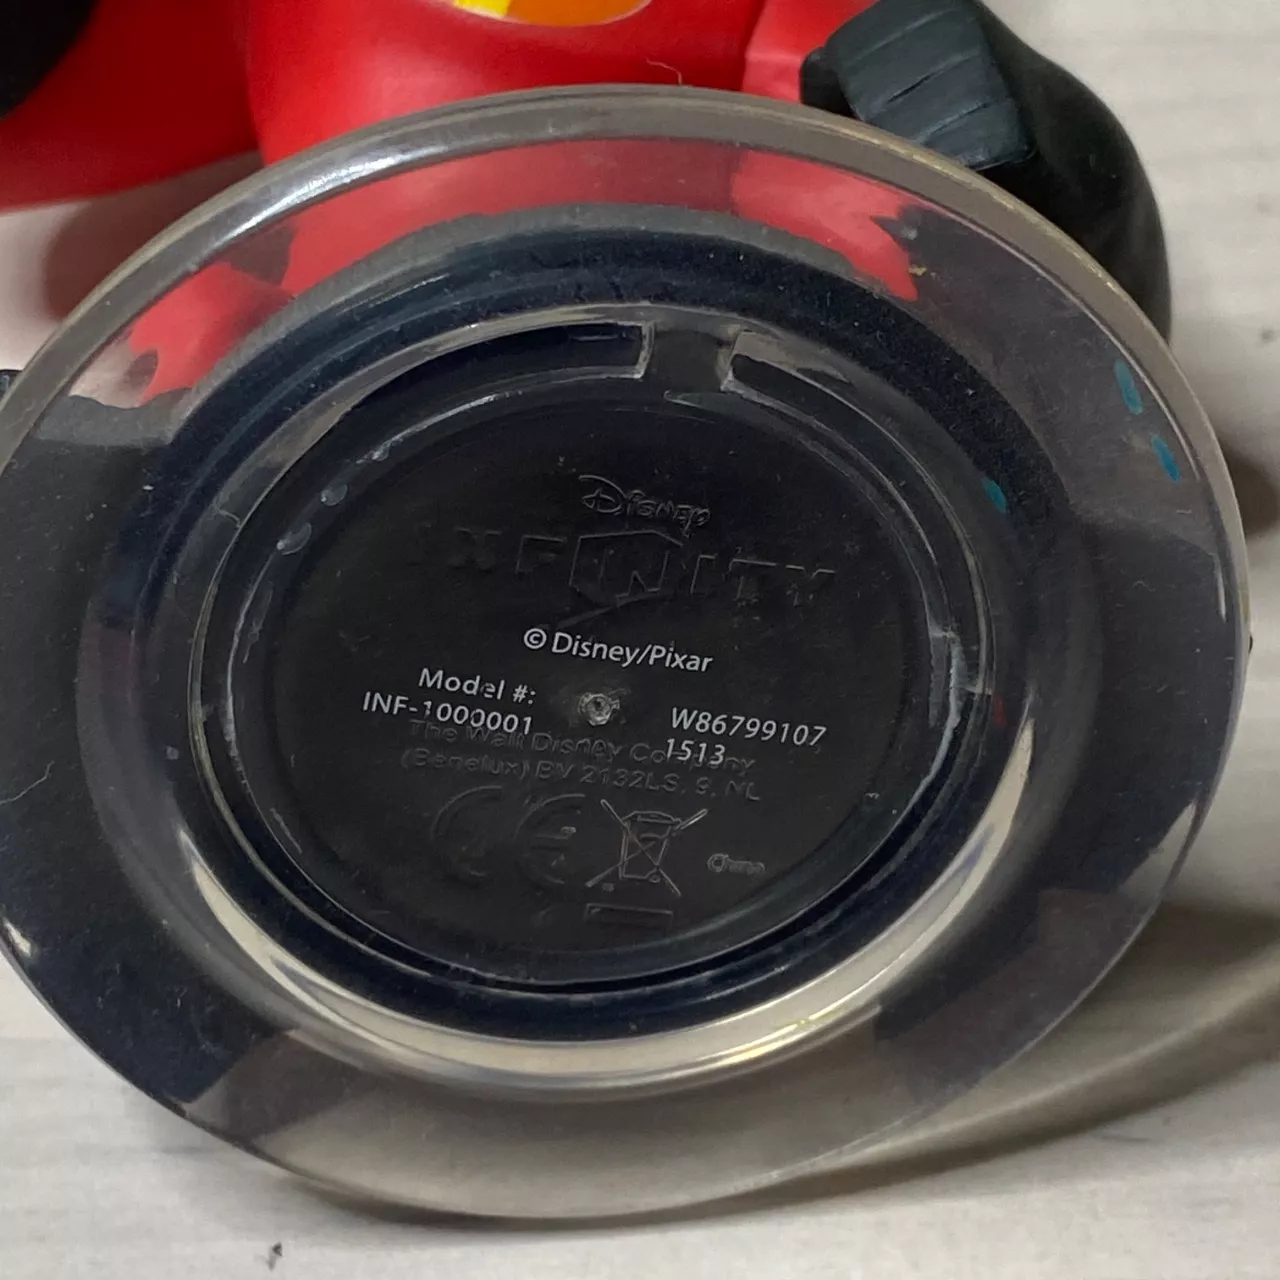 Disney
INFINITY
© Disney/Pixar
Model #:
INF-1000001
W86799107
1513
The Walt Disney Company
(Benelux) BV 2132LS, 9, NL
CE
China